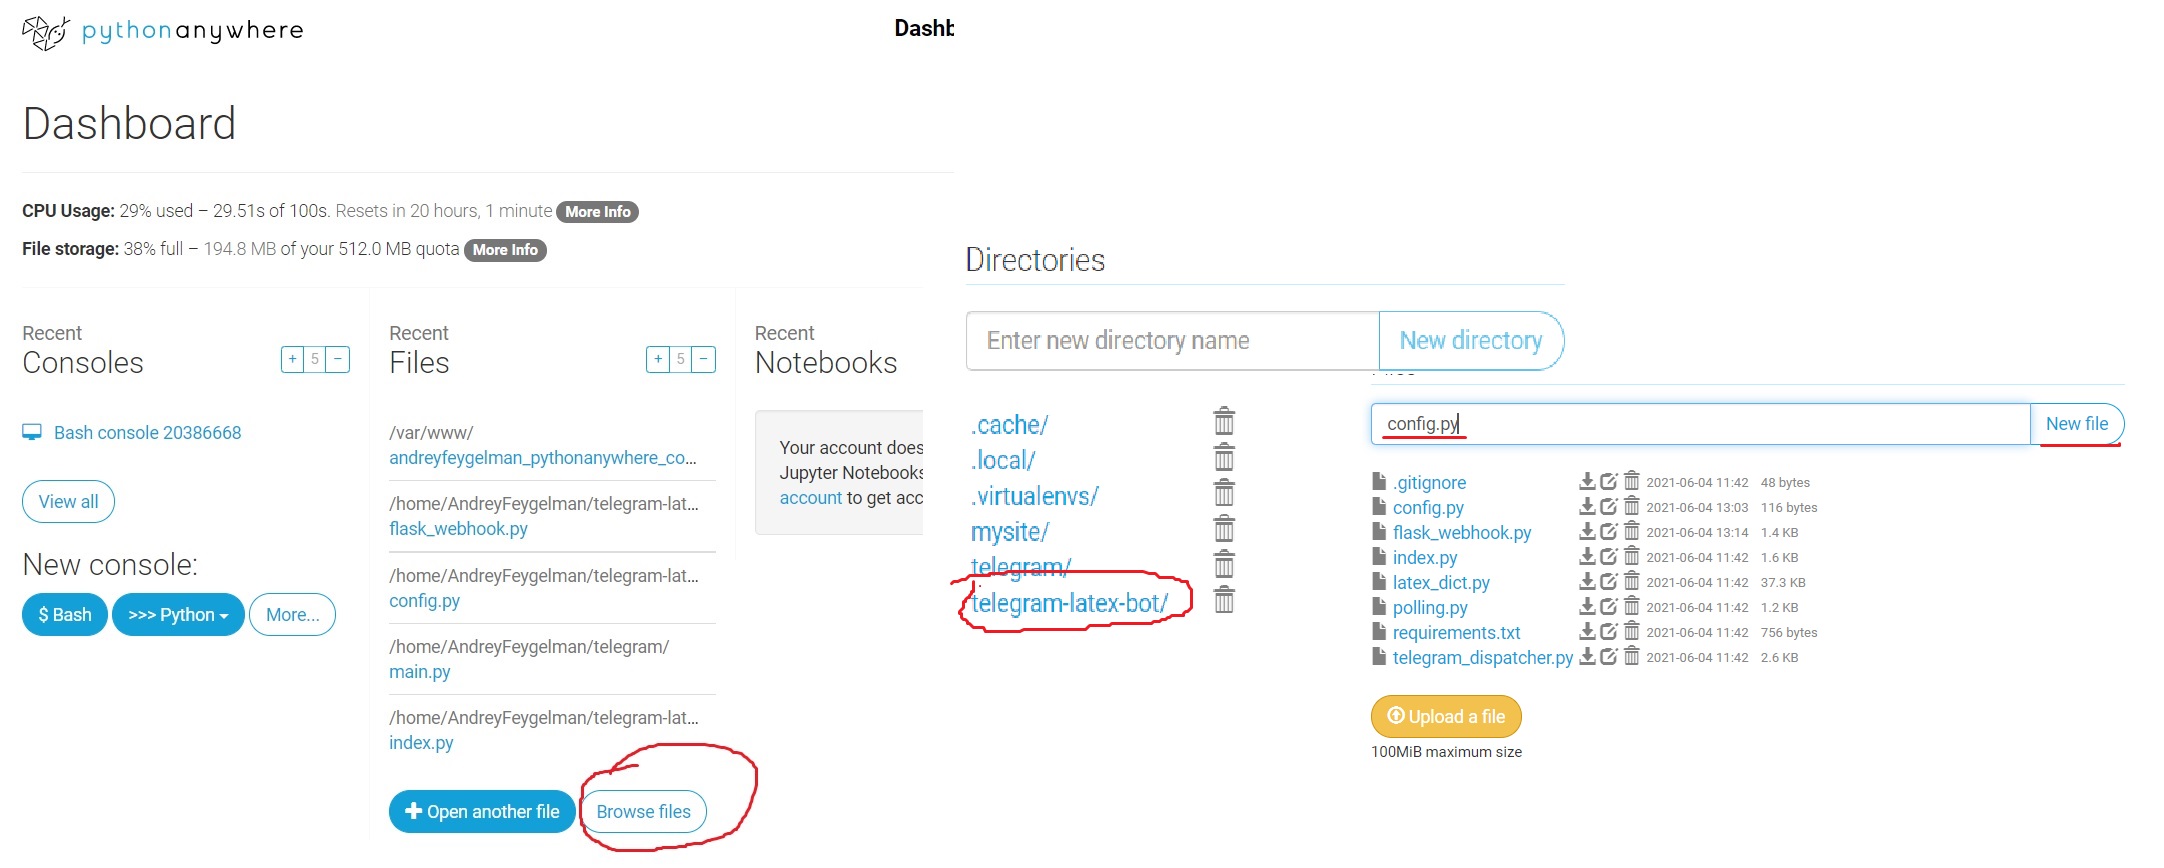 pythonanywhere
Dashb
Dashboard
CPU Usage: 29% used – 29.51s of 100s. Resets in 20 hours, 1 minute More Info
File storage: 38% full – 194.8 MB of your 512.0 MB quota More Info
Recent
Consoles
+ 5 −
Bash console 20386668
View all
New console:
$ Bash
>>> Python
More...
Recent
Files
+ 5 −
/var/www/
andreyfeygelman_pythonanywhere_co...
/home/AndreyFeygelman/telegram-lat...
flask_webhook.py
/home/AndreyFeygelman/telegram-lat...
config.py
/home/AndreyFeygelman/telegram/
main.py
/home/AndreyFeygelman/telegram-lat...
index.py
Open another file
Browse files
Recent
Notebooks
Your account does
Jupyter Notebooks
account to get acc
Directories
Enter new directory name
New directory
.cache/
.local/
.virtualenvs/
mysite/
telegram/
telegram-latex-bot/
config.py
New file
.gitignore 2021-06-04 11:42 48 bytes
config.py 2021-06-04 13:03 116 bytes
flask_webhook.py 2021-06-04 13:14 1.4 KB
index.py 2021-06-04 11:42 1.6 KB
latex_dict.py 2021-06-04 11:42 37.3 KB
polling.py 2021-06-04 11:42 1.2 KB
requirements.txt 2021-06-04 11:42 756 bytes
telegram_dispatcher.py 2021-06-04 11:42 2.6 KB
Upload a file
100MiB maximum size